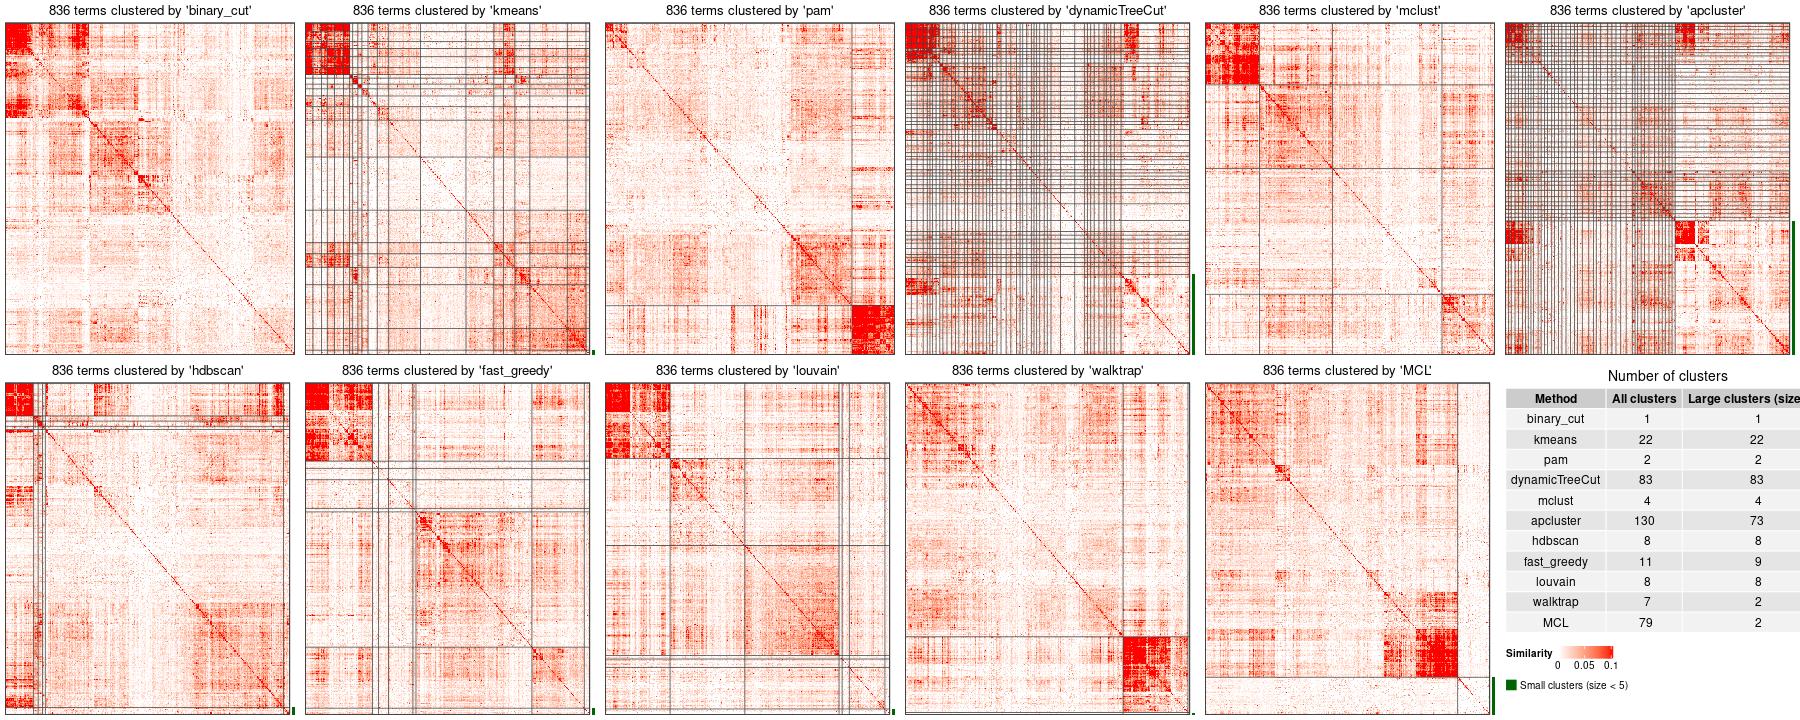 836 terms clustered by 'binary_cut'
836 terms clustered by 'kmeans'
836 terms clustered by 'pam'
836 terms clustered by 'dynamicTreeCut'
836 terms clustered by 'mclust'
836 terms clustered by 'apcluster'
836 terms clustered by 'hdbscan'
836 terms clustered by 'fast_greedy'
836 terms clustered by 'louvain'
836 terms clustered by 'walktrap'
836 terms clustered by 'MCL'
Number of clusters
Method All clusters Large clusters (size
binary_cut 1 1
kmeans 22 22
pam 2 2
dynamicTreeCut 83 83
mclust 4 4
apcluster 130 73
hdbscan 8 8
fast_greedy 11 9
louvain 8 8
walktrap 7 2
MCL 79 2
Similarity
0 0.05 0.1
Small clusters (size < 5)